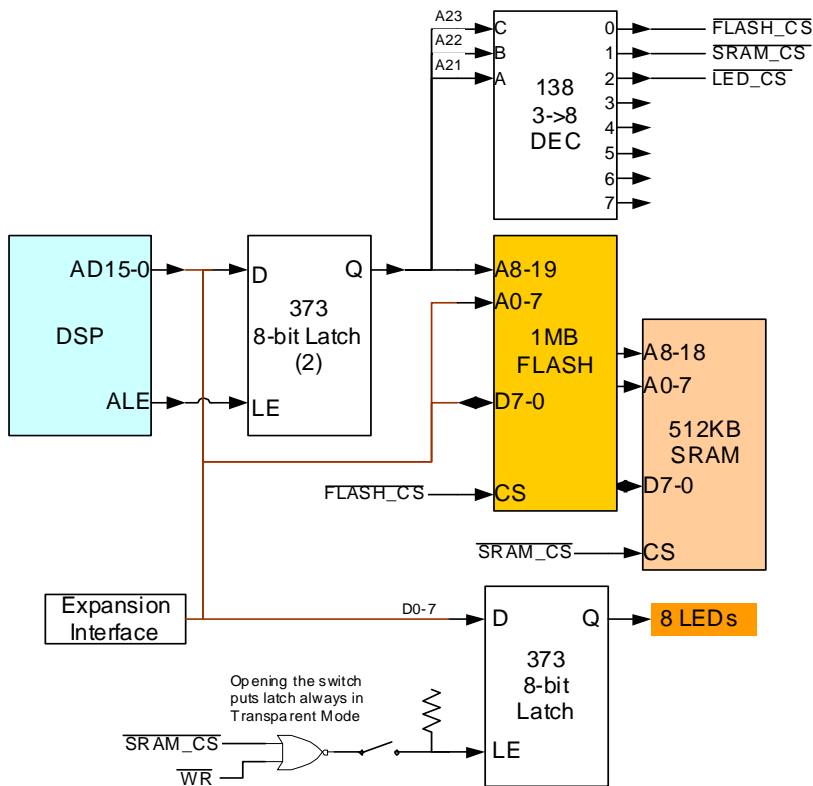 A23
A22
A21
C
B
A
0
1
2
3
4
5
6
7
138
3->8
DEC
FLASH_CS
SRAM_CS
LED_CS
AD15-0
DSP
ALE
D
Q
373
8-bit Latch
(2)
LE
A8-19
A0-7
1MB
FLASH
D7-0
CS
FLASH_CS
A8-18
A0-7
512KB
SRAM
D7-0
CS
SRAM_CS
Expansion
Interface
D0-7
D
Q
373
8-bit
Latch
LE
8 LEDs
Opening the switch
puts latch always in
Transparent Mode
SRAM_CS
WR